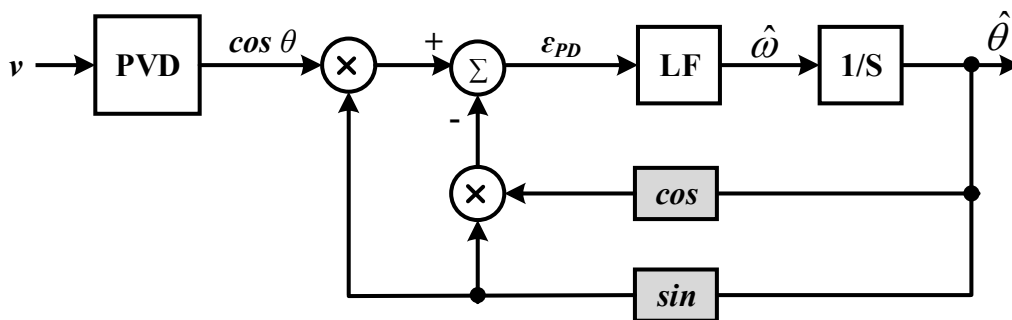 v PVD cos θ × + Σ ε_PD LF ω̂ 1/S θ̂
-
× cos
sin